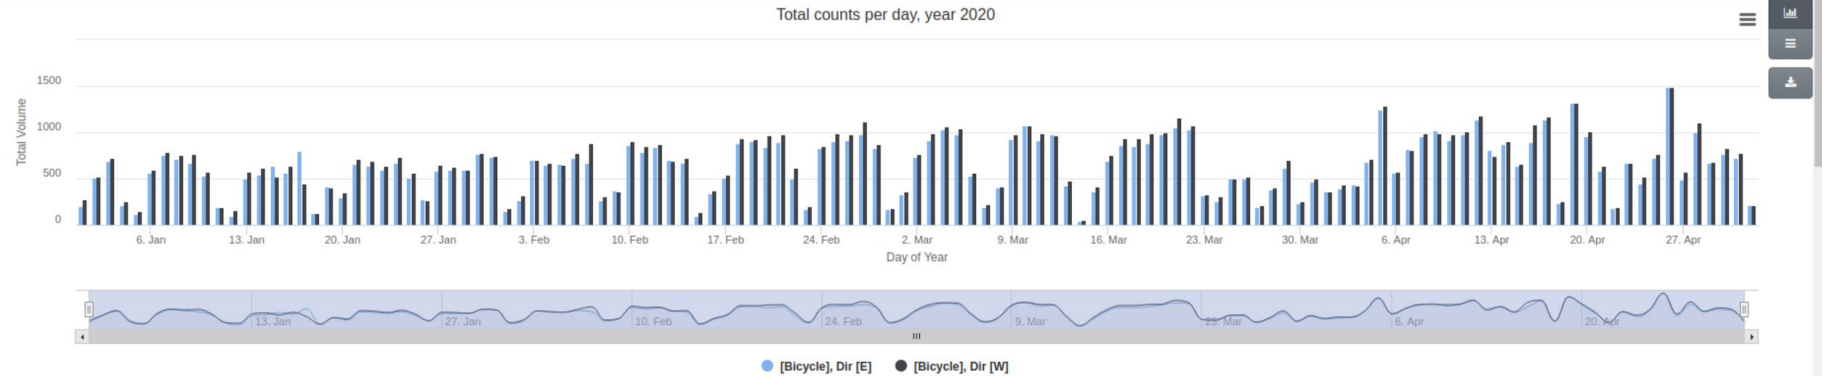 Total counts per day, year 2020
Total Volume
1500
1000
500
0
6. Jan 13. Jan 20. Jan 27. Jan 3. Feb 10. Feb 17. Feb 24. Feb 2. Mar 9. Mar 16. Mar 23. Mar 30. Mar 6. Apr 13. Apr 20. Apr 27. Apr
Day of Year
13. Jan 27. Jan 10. Feb 24. Feb 9. Mar 23. Mar 6. Apr 20. Apr
[Bicycle], Dir [E] [Bicycle], Dir [W]